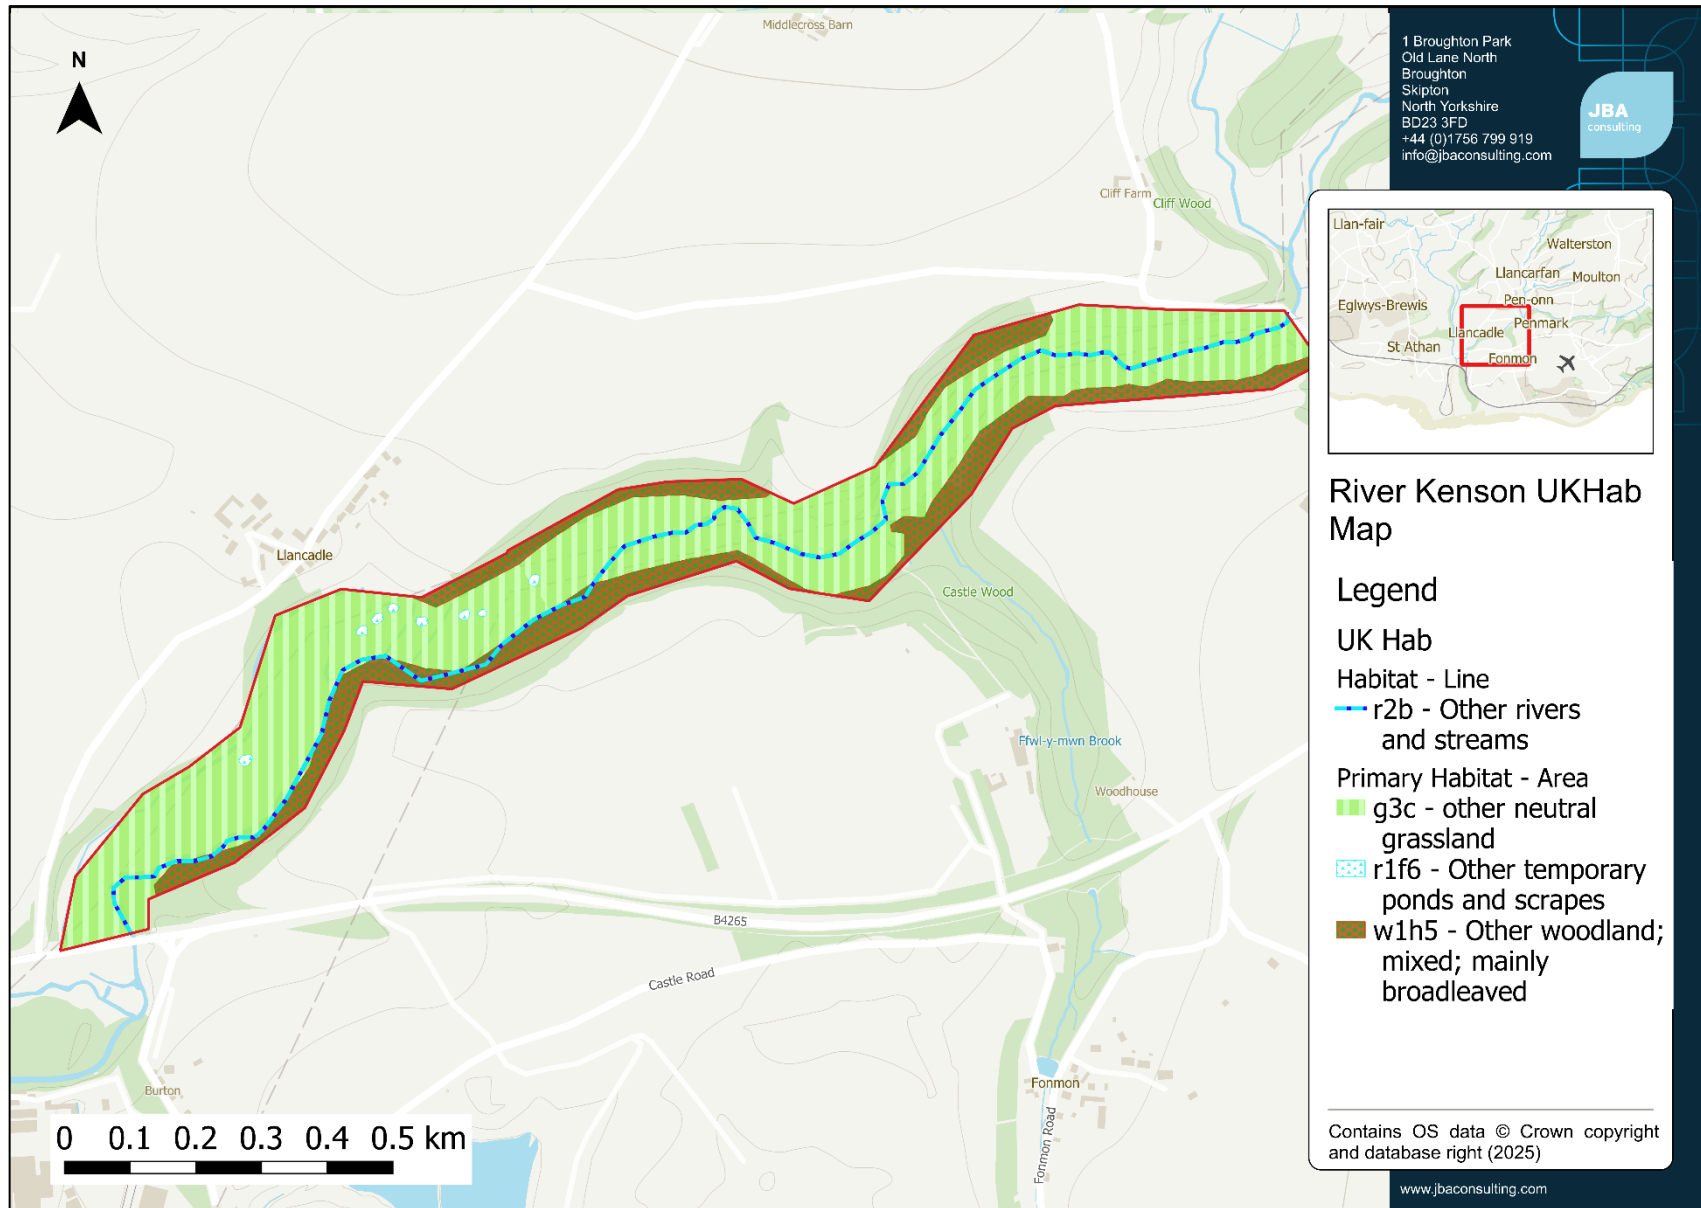 Middlecross Barn
N
Cliff Farm
Cliff Wood
Llancadle
Castle Wood
Ffwl-y-mwn Brook
Woodhouse
B4265
Castle Road
Burton
Fonmon
Fonmon Road
0 0.1 0.2 0.3 0.4 0.5 km
1 Broughton Park
Old Lane North
Broughton
Skipton
North Yorkshire
BD23 3FD
+44 (0)1756 799 919
info@jbaconsulting.com
JBA
consulting
Llan-fair
Walterston
Llancarfan Moulton
Eglwys-Brewis Pen-onn
Llancadle Penmark
St Athan Fonmon
River Kenson UKHab
Map
Legend
UK Hab
Habitat - Line
r2b - Other rivers
and streams
Primary Habitat - Area
g3c - other neutral
grassland
r1f6 - Other temporary
ponds and scrapes
w1h5 - Other woodland;
mixed; mainly
broadleaved
Contains OS data © Crown copyright
and database right (2025)
www.jbaconsulting.com